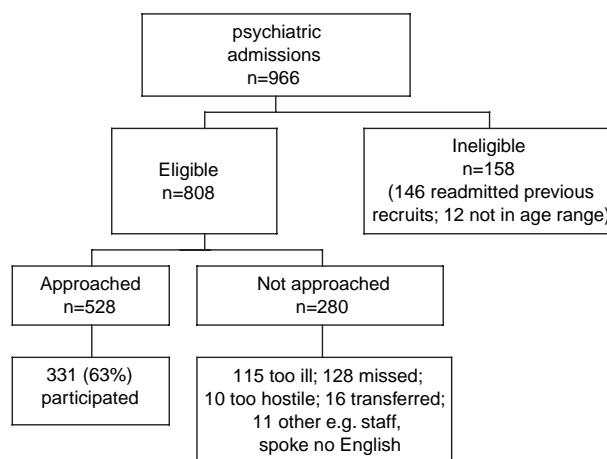 psychiatric
admissions
n=966
Eligible
n=808
Ineligible
n=158
(146 readmitted previous
recruits; 12 not in age range)
Approached
n=528
Not approached
n=280
331 (63%)
participated
115 too ill; 128 missed;
10 too hostile; 16 transferred;
11 other e.g. staff,
spoke no English